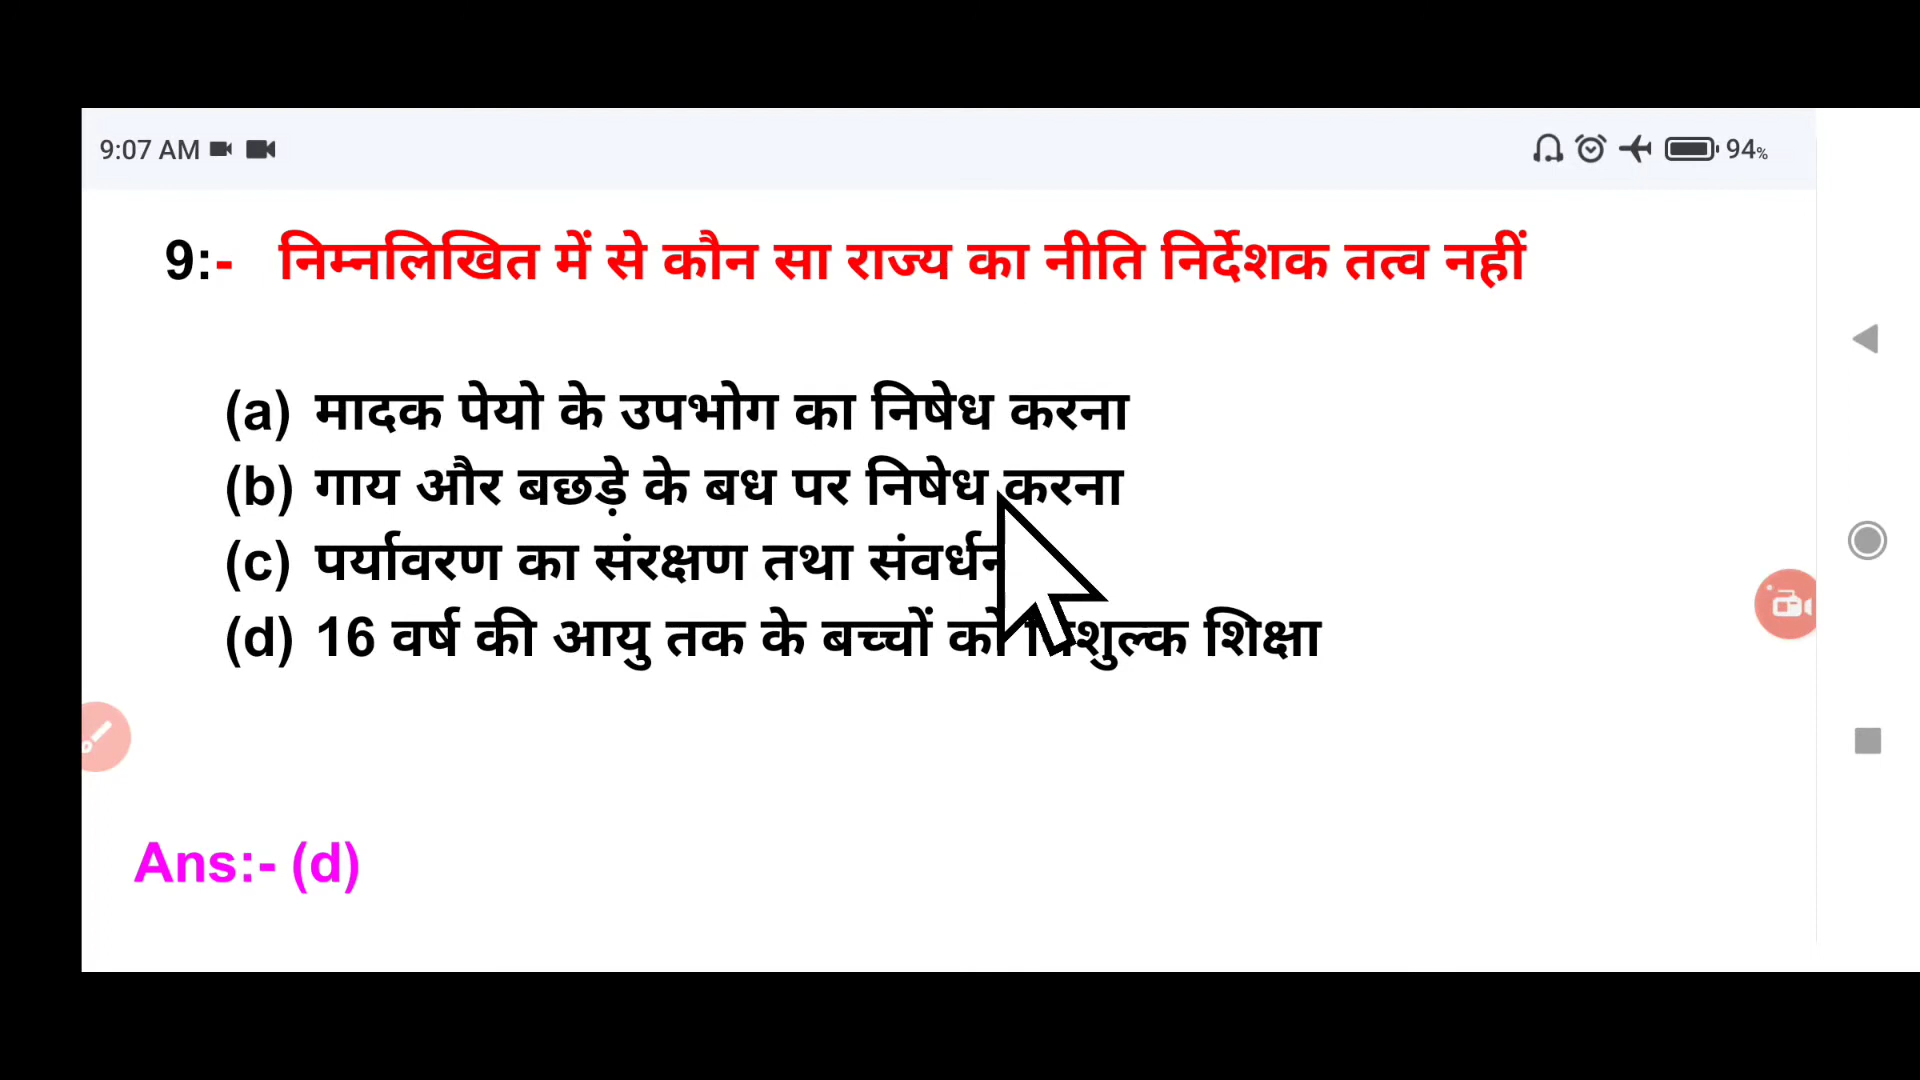 9:07 AM 94%
9:- निम्नलिखित में से कौन सा राज्य का नीति निर्देशक तत्व नहीं
(a) मादक पेयो के उपभोग का निषेध करना
(b) गाय और बछड़े के बध पर निषेध करना
(c) पर्यावरण का संरक्षण तथा संवर्धन
(d) 16 वर्ष की आयु तक के बच्चों को शिक्षा
Ans:- (d)